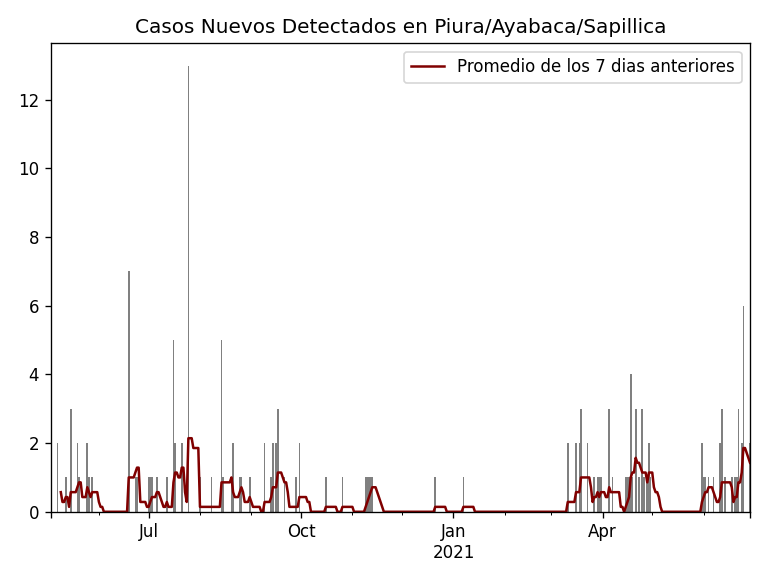 Casos Nuevos Detectados en Piura/Ayabaca/Sapillica
Promedio de los 7 dias anteriores
12
10
8
6
4
2
0
Jul
Oct
Jan
2021
Apr